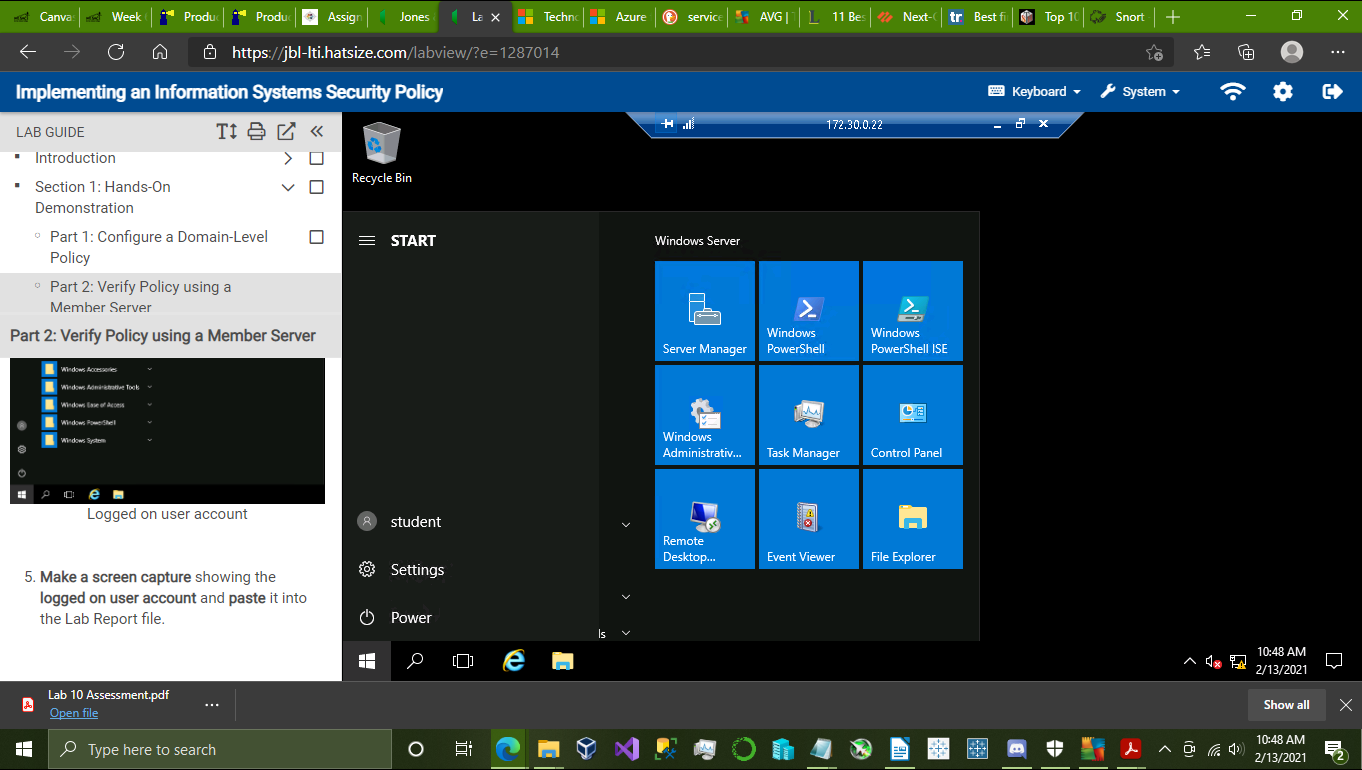 Canva
Week
Produ
Produ
Assign
Jones
La
Techno
Azure
service
AVG | T
11 Bes
Next-G
Best fi
Top 10
Snort
https://jbl-lti.hatsize.com/labview/?e=1287014
Implementing an Information Systems Security Policy
Keyboard
System
LAB GUIDE
Introduction
Section 1: Hands-On
Demonstration
Part 1: Configure a Domain-Level
Policy
Part 2: Verify Policy using a
Member Server
Part 2: Verify Policy using a Member Server
Windows Accessories
Windows Administrative Tools
Windows Ease of Access
Windows PowerShell
Windows System
Logged on user account
5. Make a screen capture showing the
logged on user account and paste it into
the Lab Report file.
172.30.0.22
Recycle Bin
START
student
Settings
Power
ls
Windows Server
Server Manager
Windows
PowerShell
Windows
PowerShell ISE
Windows
Administrativ...
Task Manager
Control Panel
Remote
Desktop...
Event Viewer
File Explorer
10:48 AM
2/13/2021
Lab 10 Assessment.pdf
Open file
Show all
Type here to search
10:48 AM
2/13/2021
2